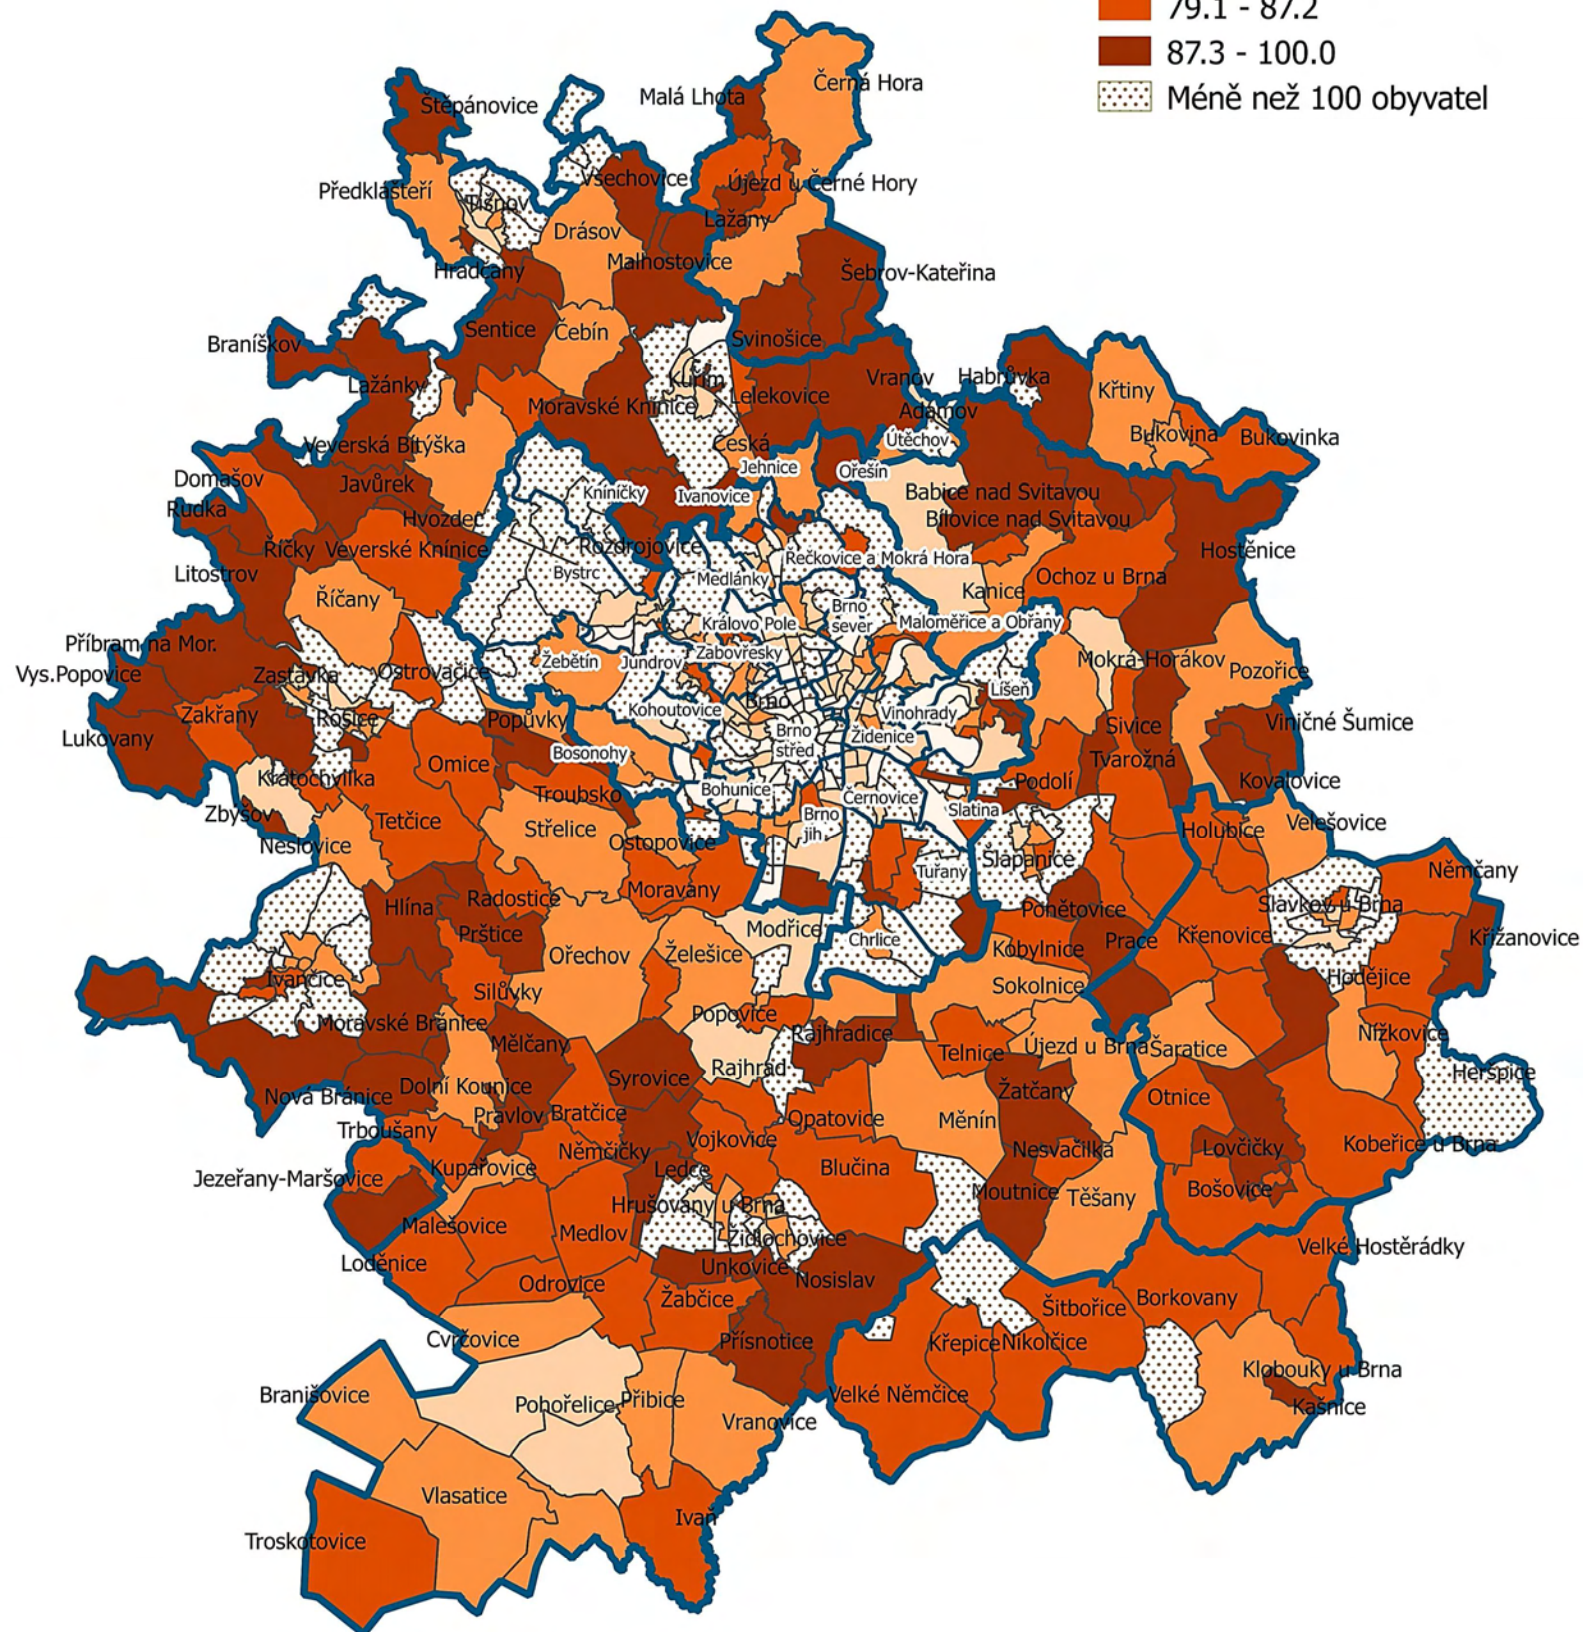 79.1 - 87.2
87.3 - 100.0
Méně než 100 obyvatel
Černá Hora
Malá Lhota
Štěpánovice
Všechovice
Újezd u Černé Hory
Předklášteří
Tišnov
Lažany
Drásov
Malhostovice
Hradčany
Šebrov-Kateřina
Sentice
Čebín
Svinošice
Braníškov
Lažánky
Kuřim
Lelekovice
Vranov
Habrůvka
Křtiny
Moravské Knínice
Adamov
Bukovina
Bukovinka
Veverská Bítýška
Česká
Útěchov
Jehnice
Ořešín
Domašov
Javůrek
Kníničky
Ivanovice
Babice nad Svitavou
Rudka
Hvozdec
Bílovice nad Svitavou
Říčky
Veverské Knínice
Rozdrojovice
Řečkovice a Mokrá Hora
Hostěnice
Litostrov
Bystrc
Medlánky
Ochoz u Brna
Říčany
Kanice
Brno
sever
Královo Pole
Maloměřice a Obřany
Příbram na Mor.
Vys.Popovice
Zastávka
Ostrovačice
Žebětín
Jundrov
Žabovřesky
Mokrá-Horákov
Pozořice
Líšeň
Zakřany
Rosice
Popůvky
Kohoutovice
Brno
Vinohrady
Sivice
Viničné Šumice
Lukovany
Bosonohy
Brno
střed
Židenice
Tvarožná
Kratochvilka
Omice
Troubsko
Bohunice
Černovice
Podolí
Kovalovice
Zbýšov
Tetčice
Střelice
Brno
jih
Slatina
Holubice
Velešovice
Neslovice
Ostopovice
Tuřany
Šlapanice
Němčany
Hlína
Radostice
Moravany
Ponětovice
Slavkov u Brna
Prštice
Modřice
Chrlice
Kobylnice
Prace
Křenovice
Křižanovice
Ořechov
Želešice
Ivančice
Silůvky
Sokolnice
Hodějice
Moravské Bránice
Popovice
Rajhradice
Nížkovice
Mělčany
Telnice
Újezd u Brna
Šaratice
Rajhrad
Heršpice
Nová Bránice
Dolní Kounice
Syrovice
Žatčany
Otnice
Pravlov
Bratčice
Opatovice
Měnín
Trboušany
Němčičky
Vojkovice
Nesvačilka
Lovčičky
Kobeřice u Brna
Kupařovice
Ledce
Blučina
Jezeřany-Maršovice
Moutnice
Těšany
Bošovice
Malešovice
Medlov
Hrušovany u Brna
Židlochovice
Velké Hostěrádky
Loděnice
Odrovice
Unkovice
Nosislav
Žabčice
Šitbořice
Borkovany
Cvrčovice
Přísnotice
Křepice
Nikolčice
Klobouky u Brna
Branišovice
Pohořelice
Přibice
Vranovice
Velké Němčice
Kašnice
Vlasatice
Ivaň
Troskotovice